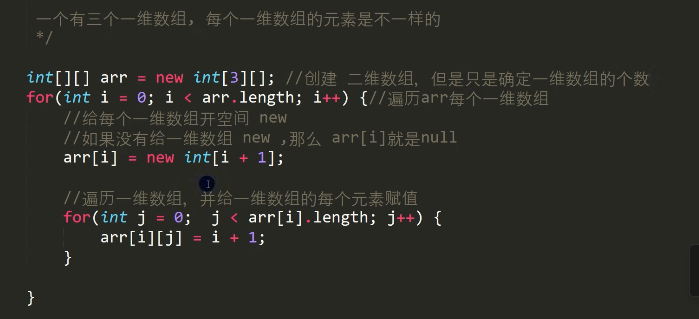 一个有三个一维数组, 每个一维数组的元素是不一样的
*/
int[][] arr = new int[3][]; //创建 二维数组, 但是只是确定一维数组的个数
for(int i = 0; i < arr.length; i++) {//遍历arr每个一维数组
    //给每个一维数组开空间 new
    //如果没有给一维数组 new ,那么 arr[i]就是null
    arr[i] = new int[i + 1];

    //遍历一维数组, 并给一维数组的每个元素赋值
    for(int j = 0;  j < arr[i].length; j++) {
        arr[i][j] = i + 1;
    }

}